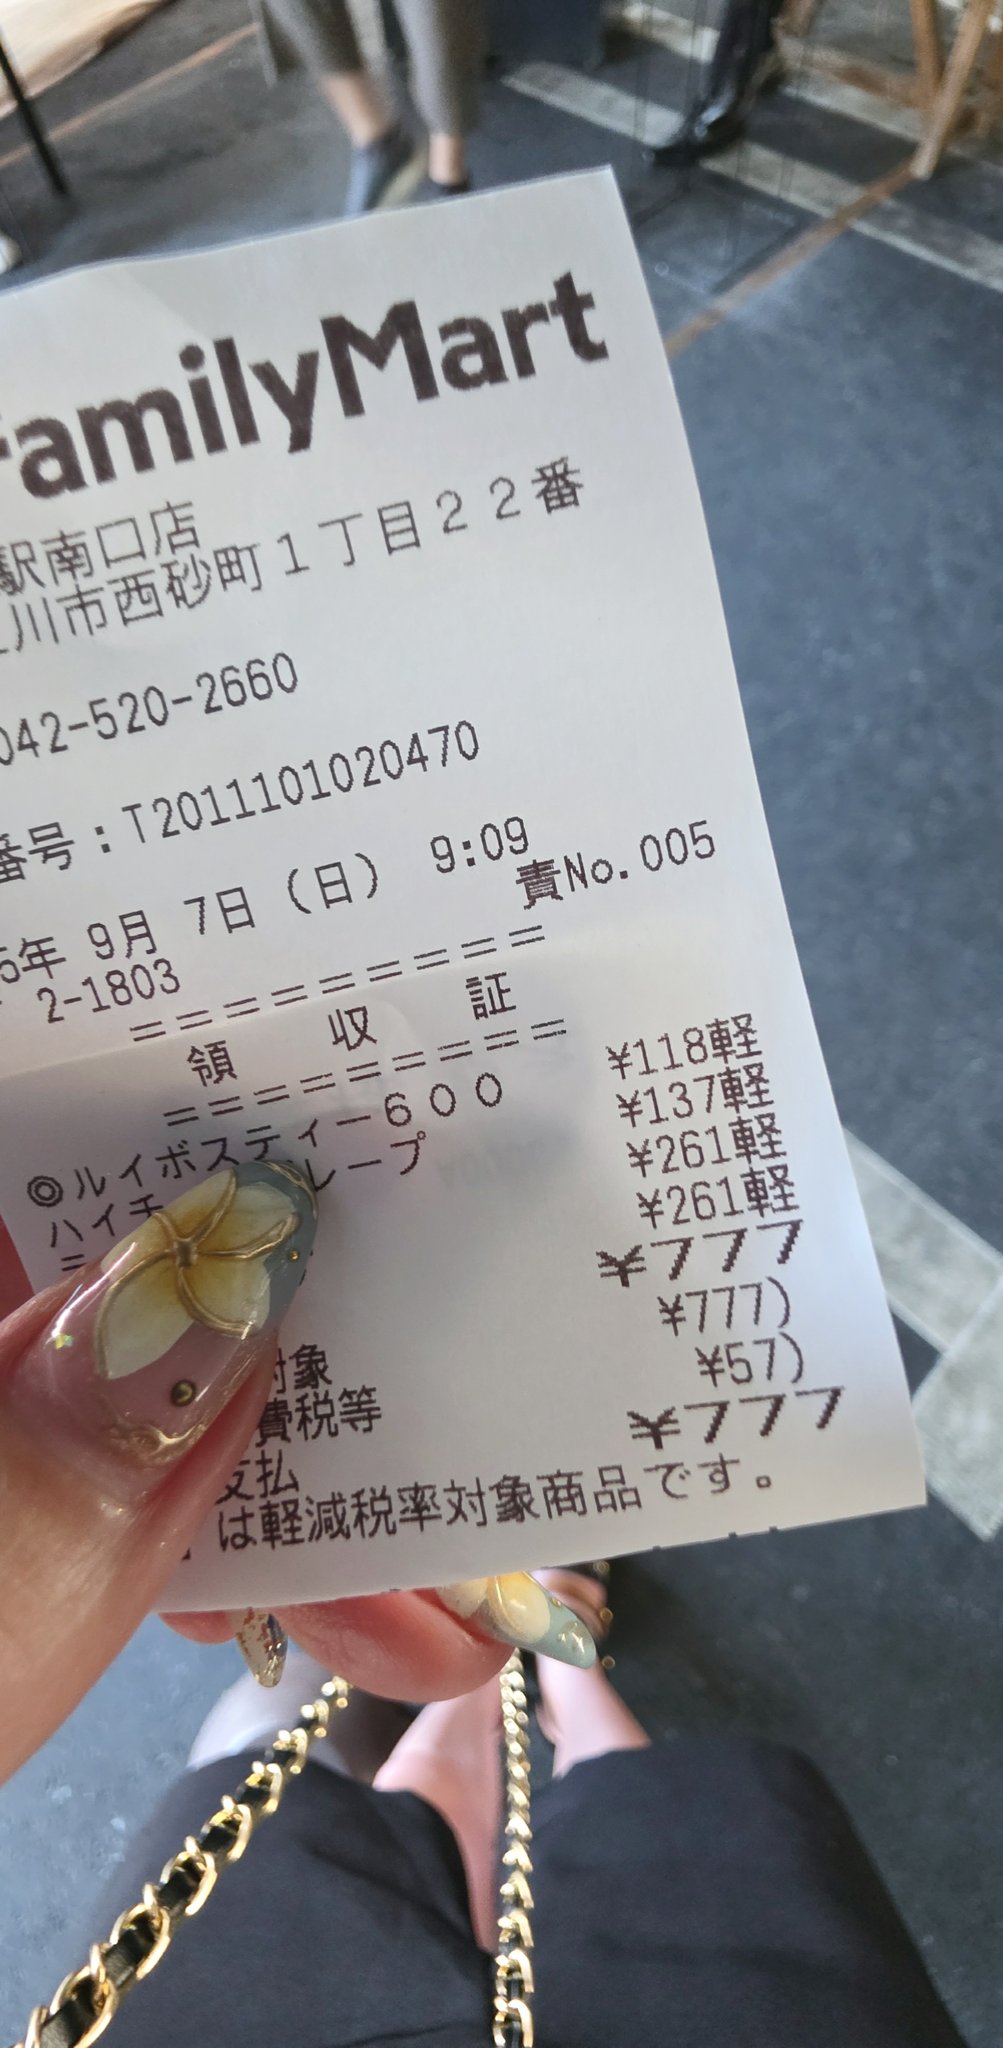 FamilyMart
駅南口店
川市西砂町1丁目22番
042-520-2660
番号:T2011101020470
5年 9月 7日(日) 9:09
2-1803 責No.005
=========
領 収 証
=========
◎ルイボスティー600 ¥118軽
ハイチ レープ ¥137軽
¥261軽
¥261軽
¥777
対象 ¥777)
費税等 ¥57)
支払 ¥777
は軽減税率対象商品です。